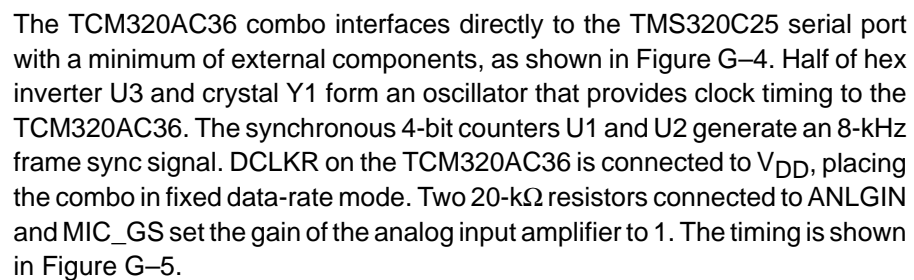 The TCM320AC36 combo interfaces directly to the TMS320C25 serial port
with a minimum of external components, as shown in Figure G–4. Half of hex
inverter U3 and crystal Y1 form an oscillator that provides clock timing to the
TCM320AC36. The synchronous 4-bit counters U1 and U2 generate an 8-kHz
frame sync signal. DCLKR on the TCM320AC36 is connected to VDD, placing
the combo in fixed data-rate mode. Two 20-kΩ resistors connected to ANLGIN
and MIC_GS set the gain of the analog input amplifier to 1. The timing is shown
in Figure G–5.